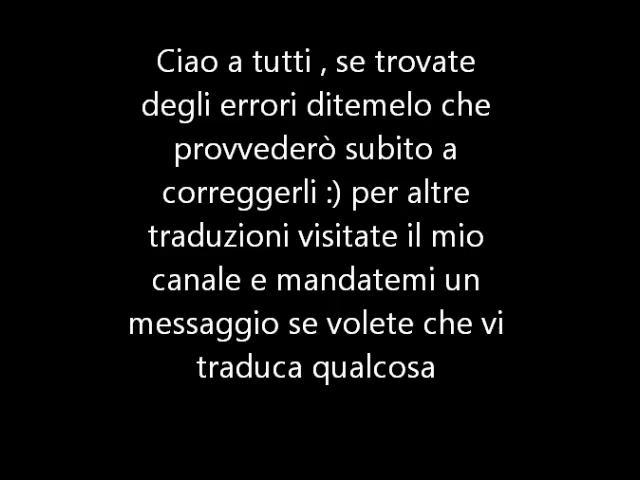 Ciao a tutti , se trovate
degli errori ditemelo che
provvederò subito a
correggerli :) per altre
traduzioni visitate il mio
canale e mandatemi un
messaggio se volete che vi
traduca qualcosa